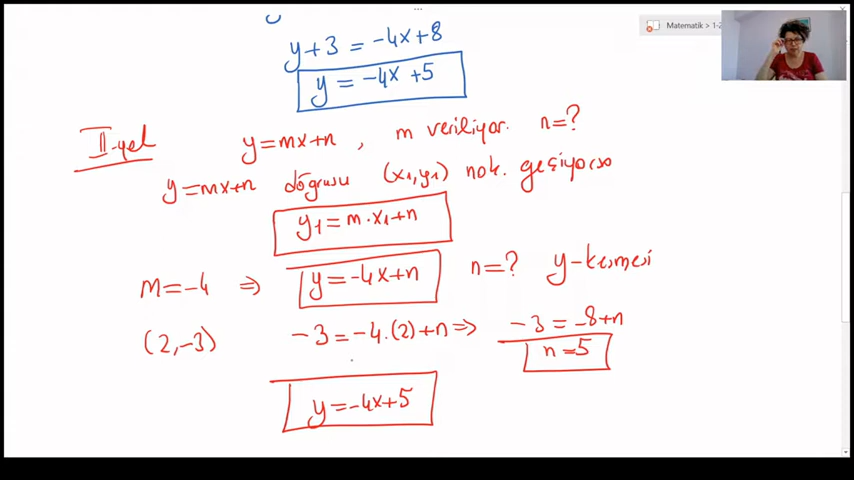 Matematik > 1-2
y+3 = -4x+8
y = -4x +5
II.yol y=mx+n , m veriliyor. n=?
y=mx+n doğrusu (x1,y1) nok. geçiyorsa
y1 = m·x1+n
m=-4 ⇒ y=-4x+n n=? y-kesmesi
(2,-3) -3=-4.(2)+n ⇒ -3=-8+n
n=5
y=-4x+5